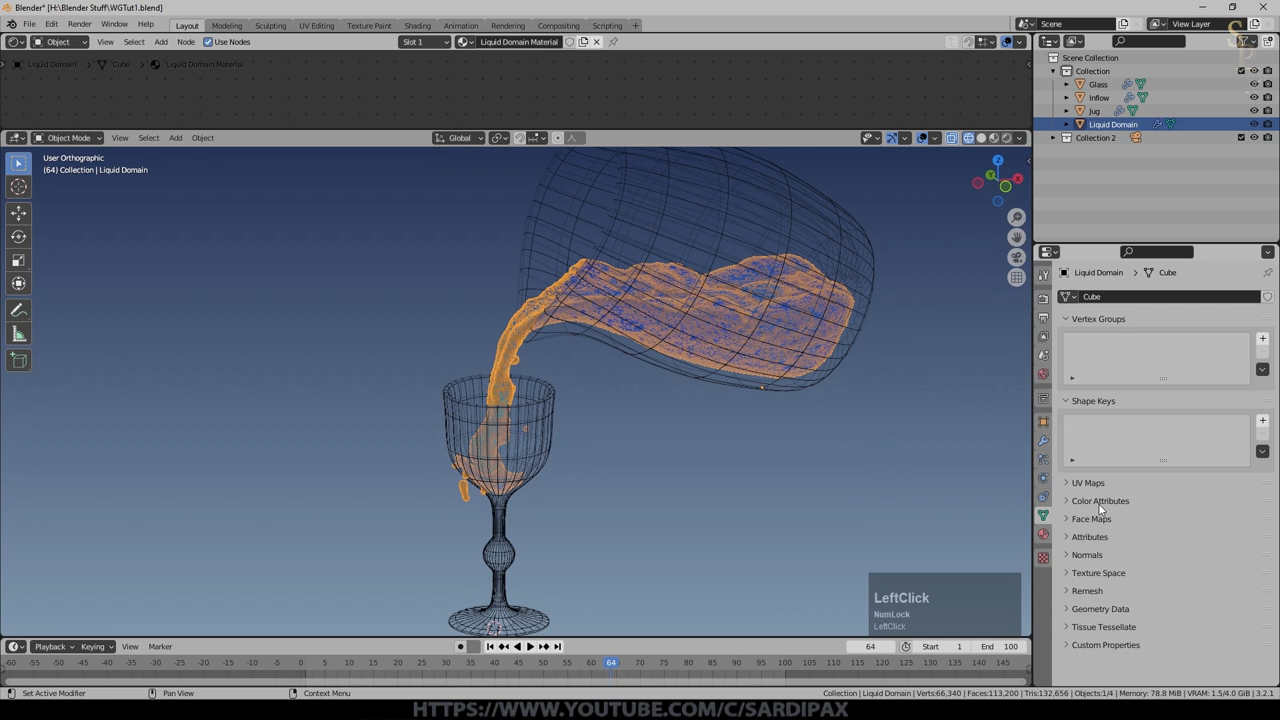 Blender* [H:\Blender Stuff\WGTut1.blend]
File Edit Render Window Help Layout Modeling Sculpting UV Editing Texture Paint Shading Animation Rendering Compositing Scripting + Scene View Layer
Object View Select Add Node Use Nodes Slot 1 Liquid Domain Material
Liquid Domain > Cube > Liquid Domain Material
Object Mode View Select Add Object Global
User Orthographic
(64) Collection | Liquid Domain
Z
Y
X
LeftClick
NumLock
LeftClick
Playback Keying View Marker 64 Start 1 End 100
-60 -55 -50 -45 -40 -35 -30 -25 -20 -15 -10 -5 0 5 10 15 20 25 30 35 40 45 50 55 60 64 70 75 80 85 90 95 100 105 110 115 120 125 130 135 140 145
Scene Collection
Collection
Glass
Inflow
Jug
Liquid Domain
Collection 2
Liquid Domain > Cube
Cube
Vertex Groups
Shape Keys
UV Maps
Color Attributes
Face Maps
Attributes
Normals
Texture Space
Remesh
Geometry Data
Tissue Tessellate
Custom Properties
Set Active Modifier Pan View Context Menu Collection | Liquid Domain | Verts:66,340 | Faces:113,200 | Tris:132,656 | Objects:1/4 | Memory: 78.8 MiB | VRAM: 1.5/4.0 GiB | 3.2.1
HTTPS://WWW.YOUTUBE.COM/C/SARDIPAX